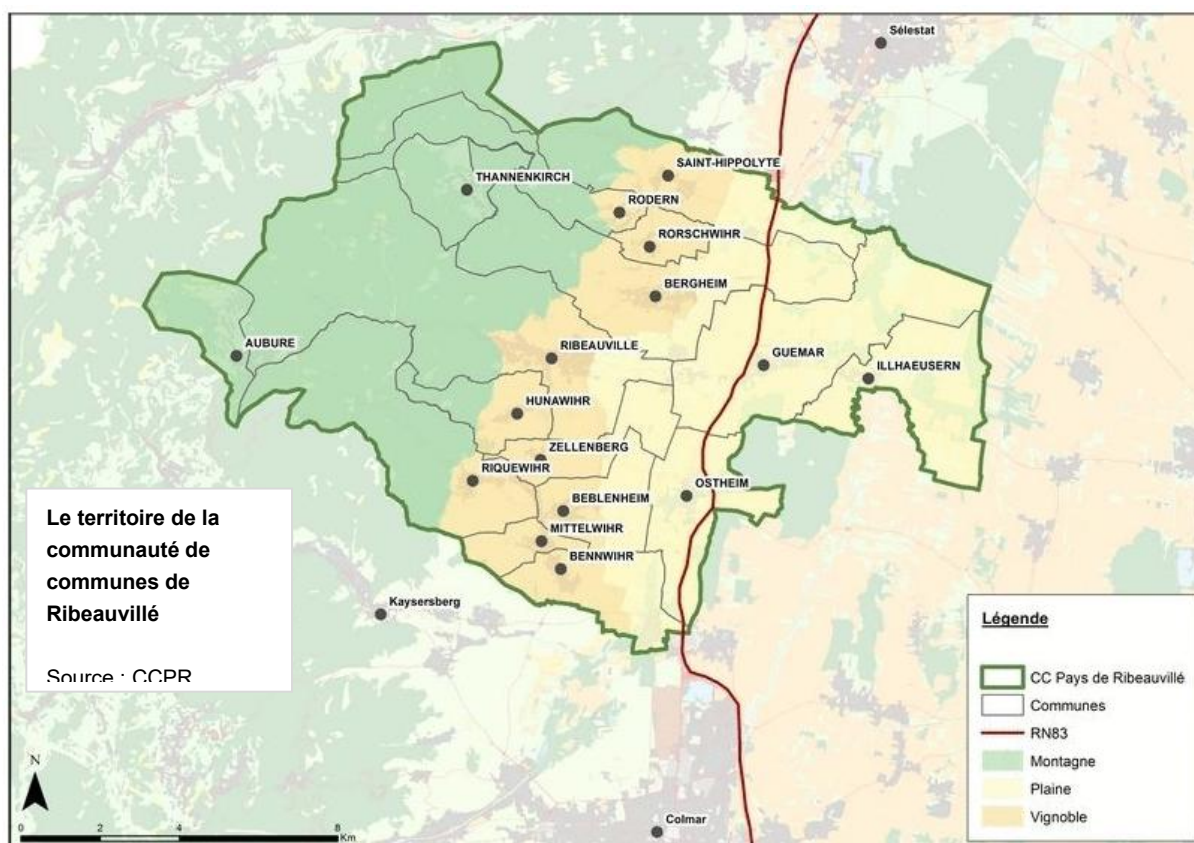 Sélestat
SAINT-HIPPOLYTE
THANNENKIRCH
RODERN
RORSCHWIHR
BERGHEIM
AUBURE
RIBEAUVILLE
GUEMAR
ILLHAEUSERN
HUNAWIHR
ZELLENBERG
RIQUEWIHR
OSTHEIM
BEBLENHEIM
MITTELWIHR
BENNWIHR
Kaysersberg
Colmar
Le territoire de la
communauté de
communes de
Ribeauvillé
Source : CCPR
Légende
CC Pays de Ribeauvillé
Communes
RN83
Montagne
Plaine
Vignoble
N
0 2 4 8
Km